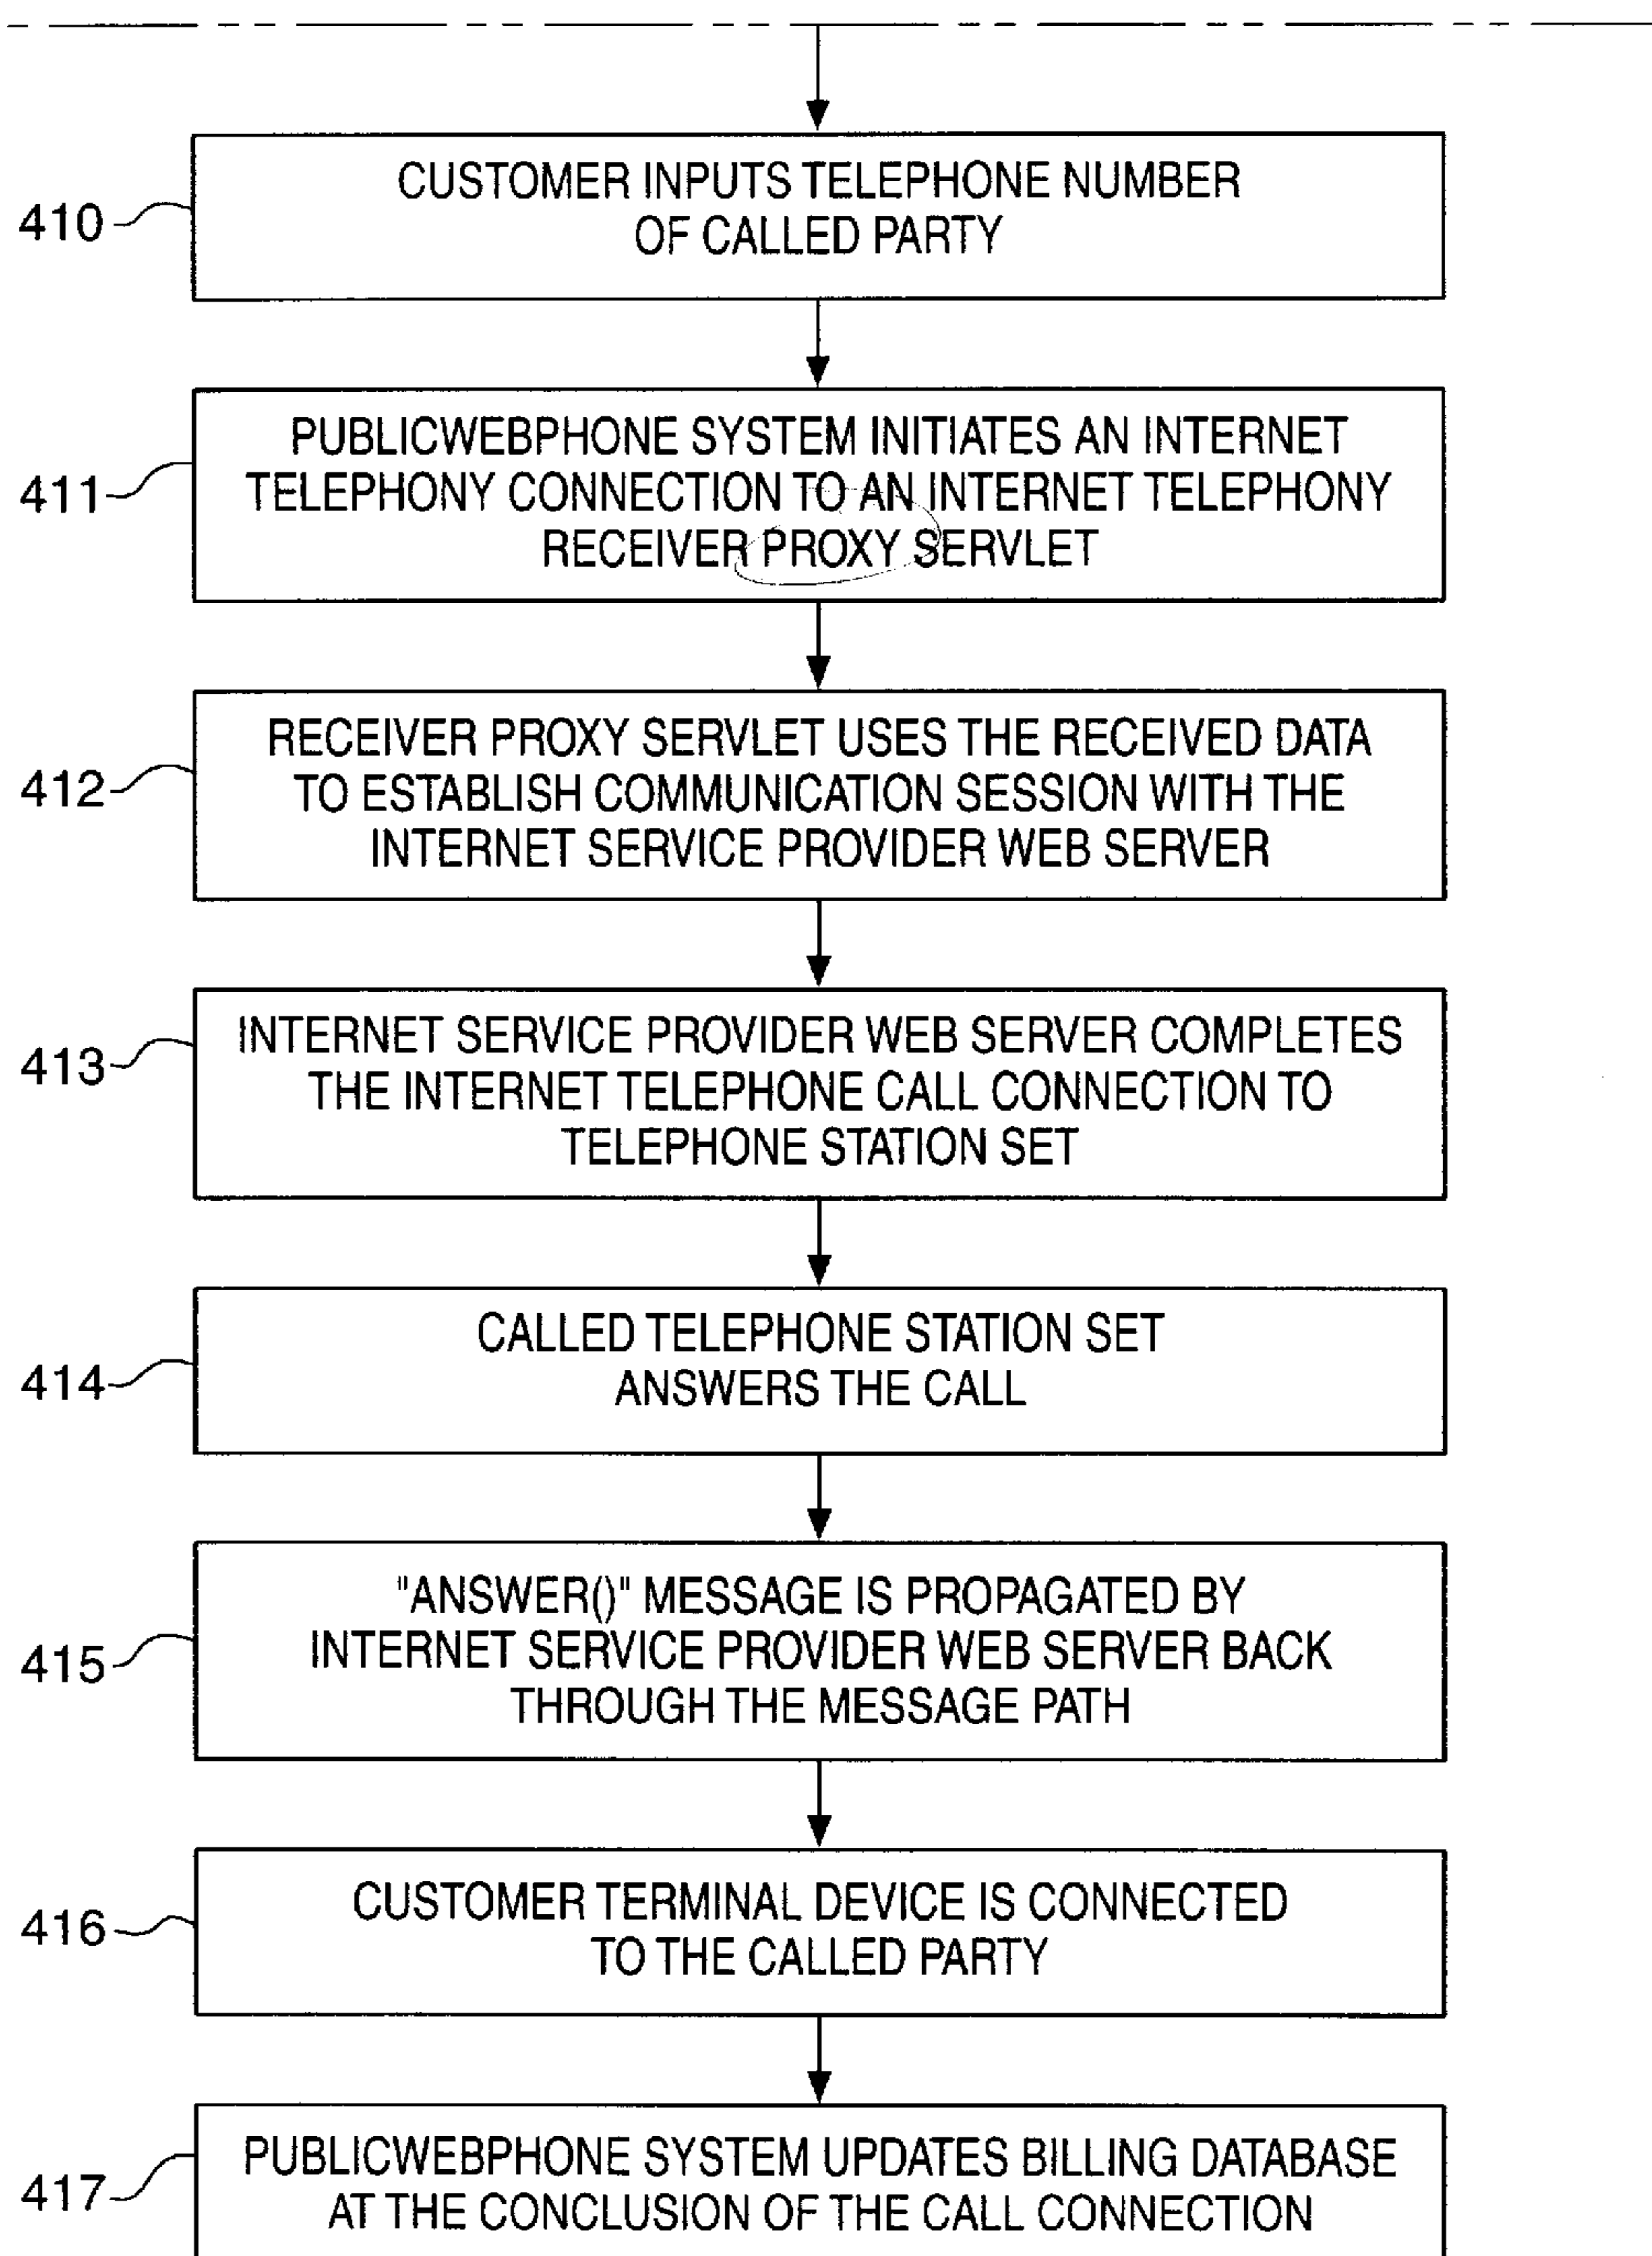 410
CUSTOMER INPUTS TELEPHONE NUMBER
OF CALLED PARTY
411
PUBLICWEBPHONE SYSTEM INITIATES AN INTERNET
TELEPHONY CONNECTION TO AN INTERNET TELEPHONY
RECEIVER PROXY SERVLET
412
RECEIVER PROXY SERVLET USES THE RECEIVED DATA
TO ESTABLISH COMMUNICATION SESSION WITH THE
INTERNET SERVICE PROVIDER WEB SERVER
413
INTERNET SERVICE PROVIDER WEB SERVER COMPLETES
THE INTERNET TELEPHONE CALL CONNECTION TO
TELEPHONE STATION SET
414
CALLED TELEPHONE STATION SET
ANSWERS THE CALL
415
"ANSWER()" MESSAGE IS PROPAGATED BY
INTERNET SERVICE PROVIDER WEB SERVER BACK
THROUGH THE MESSAGE PATH
416
CUSTOMER TERMINAL DEVICE IS CONNECTED
TO THE CALLED PARTY
417
PUBLICWEBPHONE SYSTEM UPDATES BILLING DATABASE
AT THE CONCLUSION OF THE CALL CONNECTION